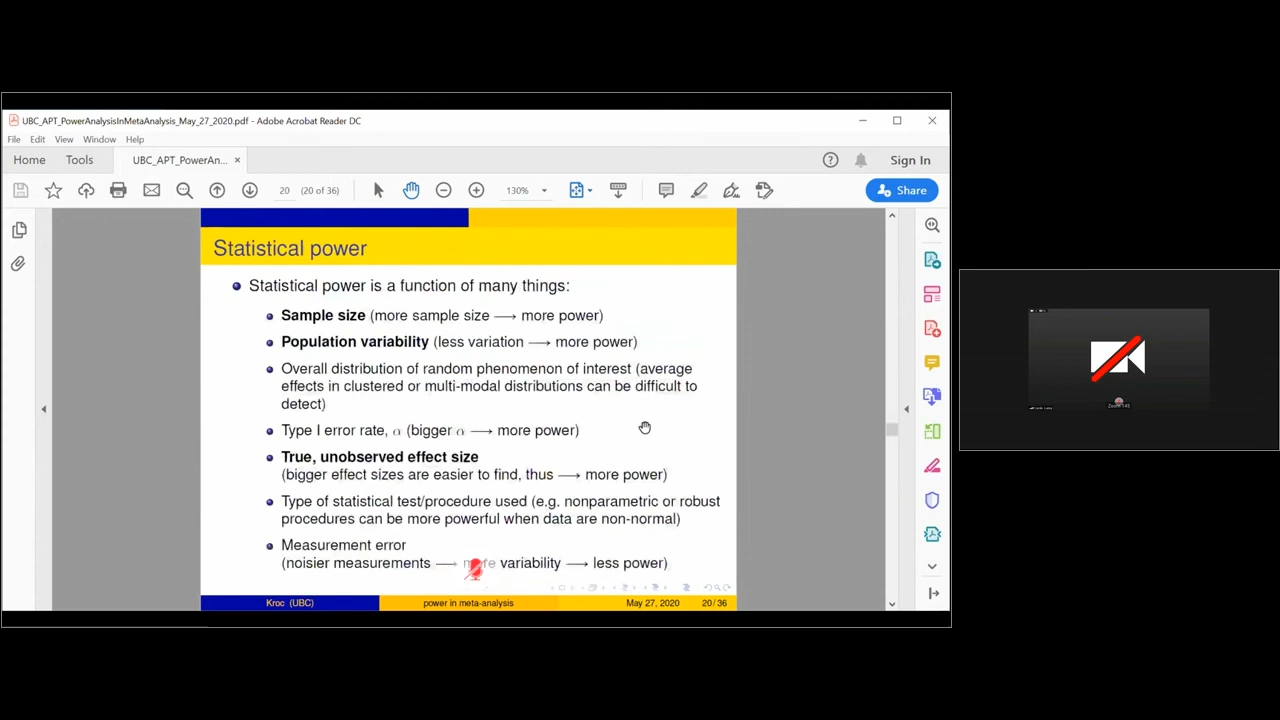 UBC_APT_PowerAnalysisInMetaAnalysis_May_27_2020.pdf - Adobe Acrobat Reader DC
File Edit View Window Help
Home Tools UBC_APT_PowerAn... × Sign In
20 (20 of 36) 130% Share
Statistical power
Statistical power is a function of many things:
Sample size (more sample size ⟶ more power)
Population variability (less variation ⟶ more power)
Overall distribution of random phenomenon of interest (average
effects in clustered or multi-modal distributions can be difficult to
detect)
Type I error rate, α (bigger α ⟶ more power)
True, unobserved effect size
(bigger effect sizes are easier to find, thus ⟶ more power)
Type of statistical test/procedure used (e.g. nonparametric or robust
procedures can be more powerful when data are non-normal)
Measurement error
(noisier measurements ⟶ more variability ⟶ less power)
Kroc (UBC) power in meta-analysis May 27, 2020 20/36